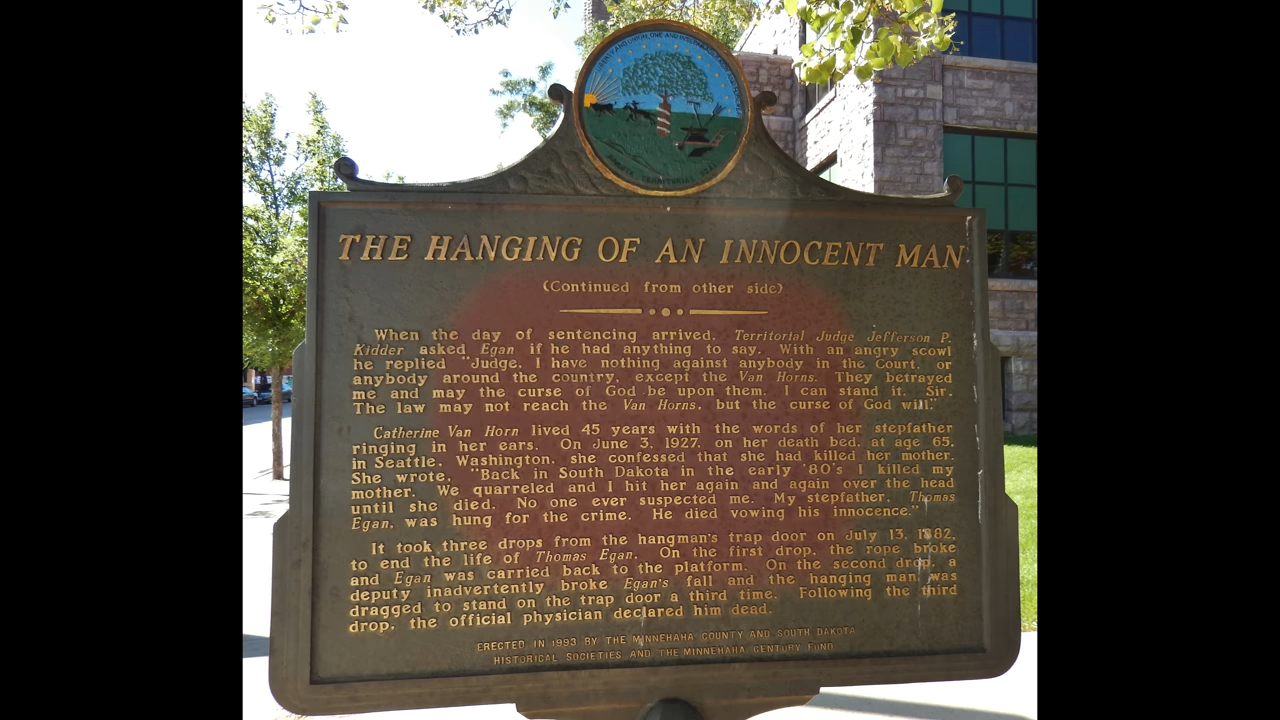 THE HANGING OF AN INNOCENT MAN
(Continued from other side)
When the day of sentencing arrived, Territorial Judge Jefferson P.
Kidder asked Egan if he had anything to say. With an angry scowl
he replied "Judge, I have nothing against anybody in the Court, or
anybody around the country, except the Van Horns. They betrayed
me and may the curse of God be upon them. I can stand it, Sir.
The law may not reach the Van Horns, but the curse of God will."
Catherine Van Horn lived 45 years with the words of her stepfather
ringing in her ears. On June 3, 1927, on her death bed, at age 65,
in Seattle, Washington, she confessed that she had killed her mother.
She wrote, "Back in South Dakota in the early '80's I killed my
mother. We quarreled and I hit her again and again over the head
until she died. No one ever suspected me. My stepfather, Thomas
Egan, was hung for the crime. He died vowing his innocence."
It took three drops from the hangman's trap door on July 13, 1882,
to end the life of Thomas Egan. On the first drop, the rope broke
and Egan was carried back to the platform. On the second drop, a
deputy inadvertently broke Egan's fall and the hanging man was
dragged to stand on the trap door a third time. Following the third
drop, the official physician declared him dead.
ERECTED IN 1993 BY THE MINNEHAHA COUNTY AND SOUTH DAKOTA
HISTORICAL SOCIETIES AND THE MINNEHAHA CENTURY FUND